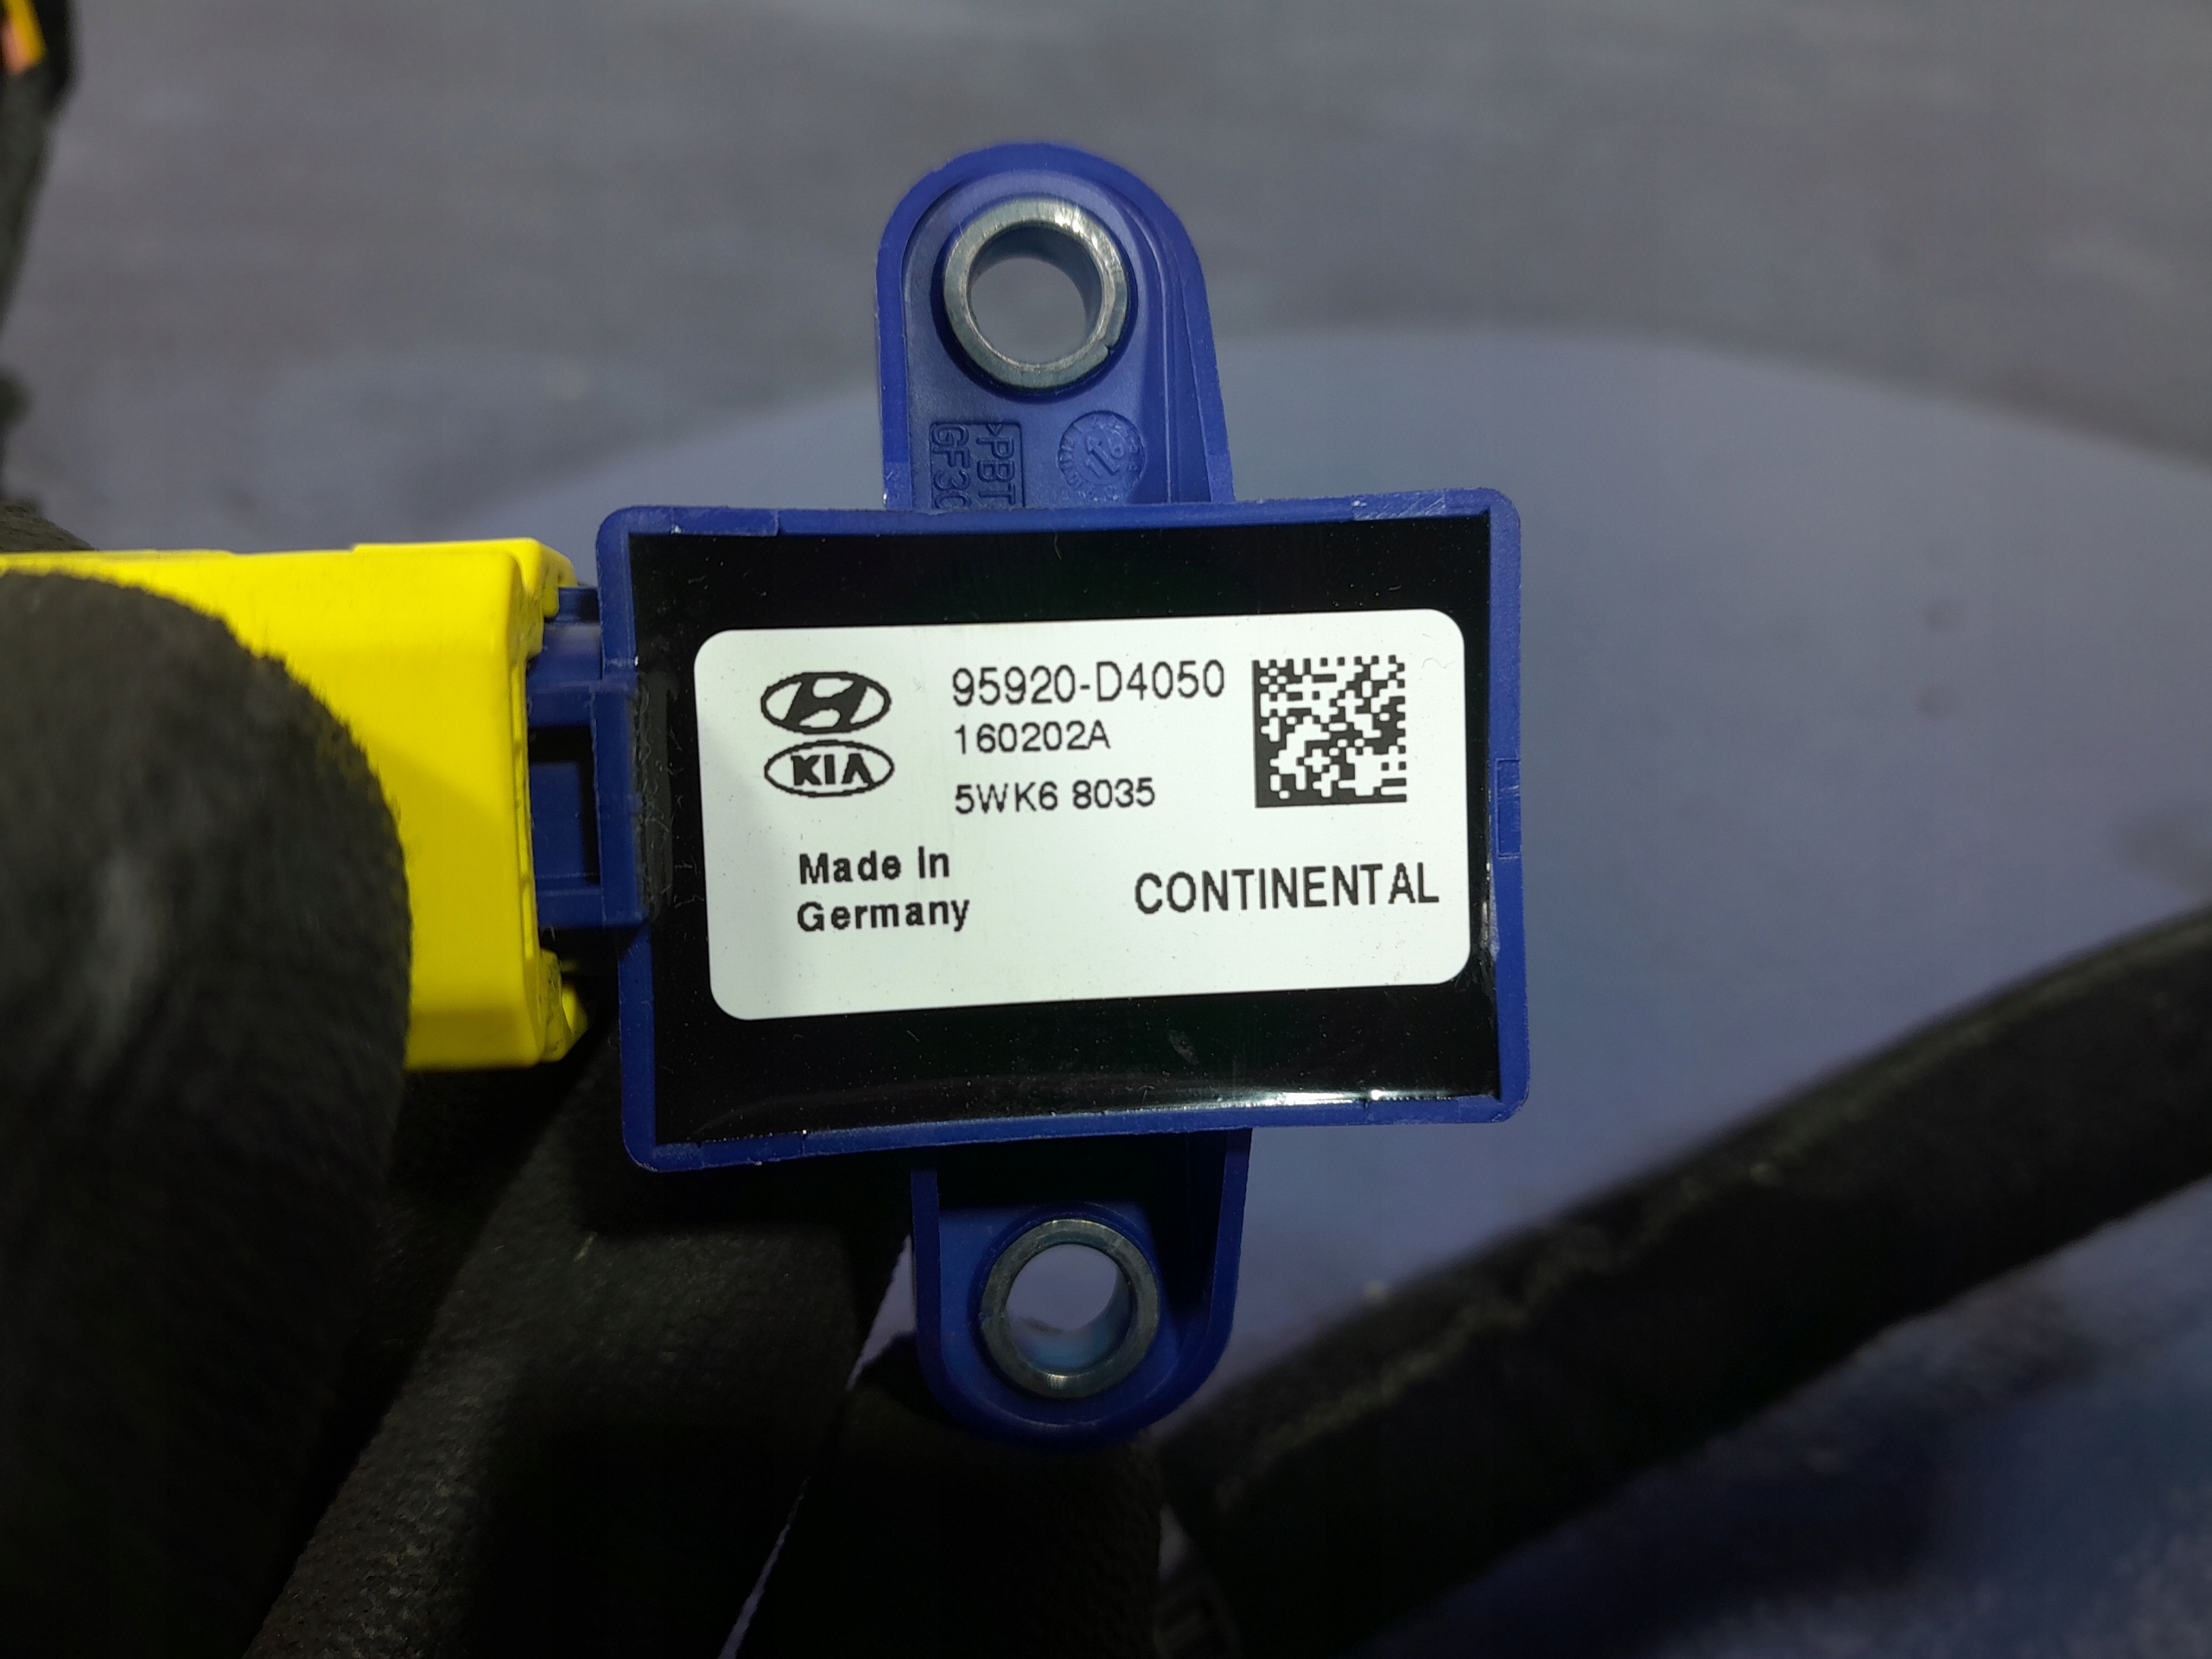 >PBT
GF30
95920-D4050
160202A
KIA
5WK6 8035
Made in
Germany
CONTINENTAL